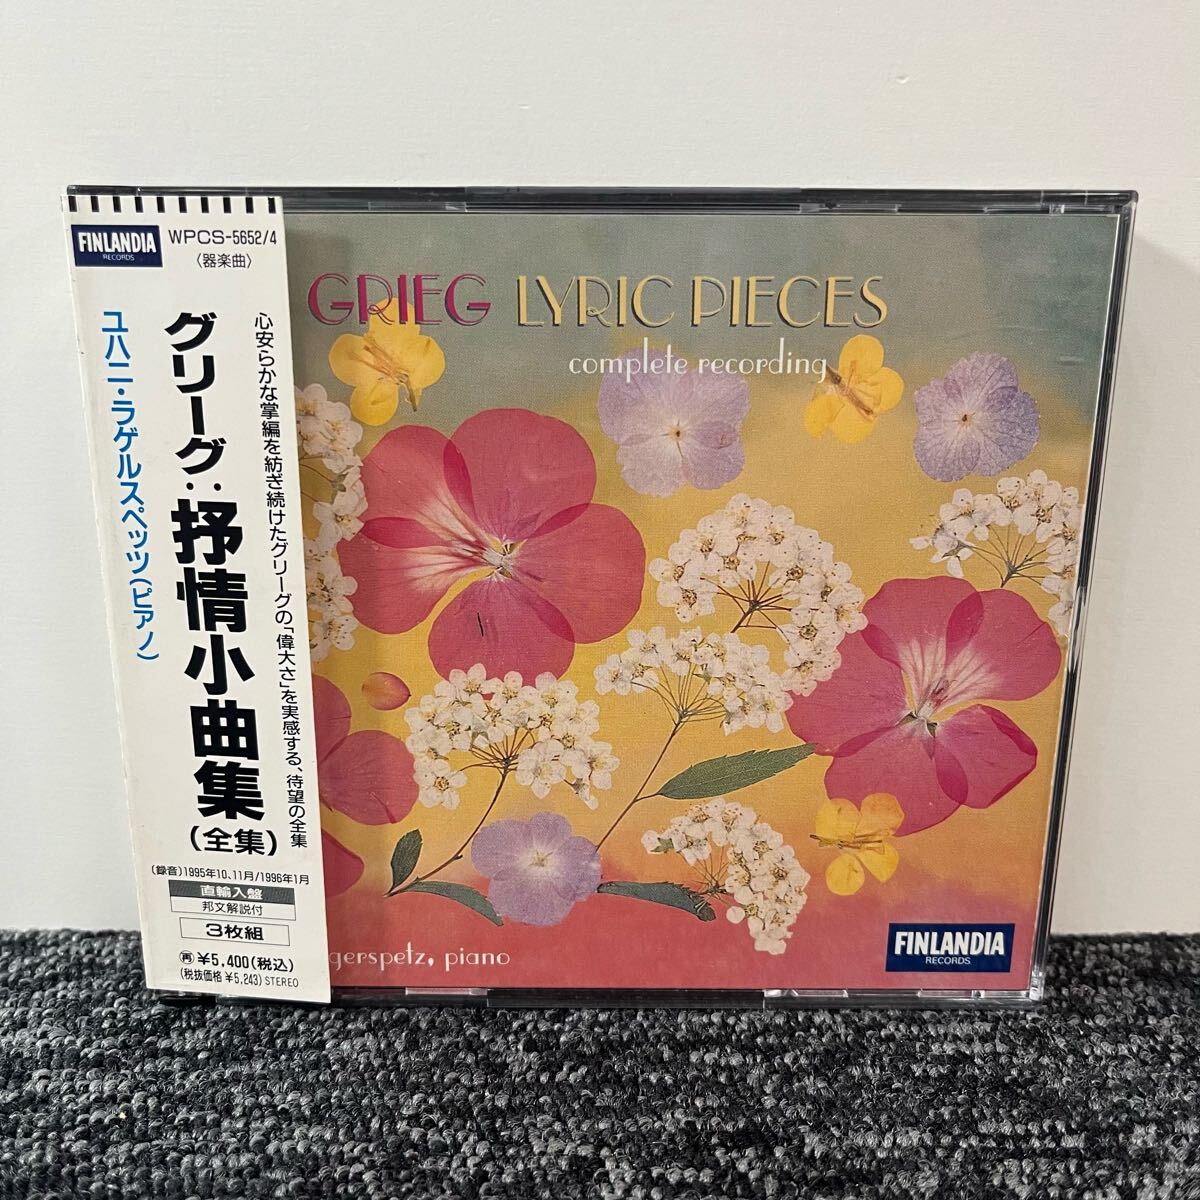 FINLANDIA
RECORDS
WPCS-5652/4
〈器楽曲〉
心安らかな掌編を紡ぎ続けたグリーグの「偉大さ」を実感する、待望の全集
グリーグ:抒情小曲集
(全集)
ユハニ・ラゲルスペッツ(ピアノ)
(録音)1995年10、11月/1996年1月
直輸入盤
邦文解説付
3枚組
再 ¥5,400(税込)
(税抜価格 ¥5,243) STEREO
GRIEG LYRIC PIECES
complete recording
gerspetz, piano
FINLANDIA
RECORDS